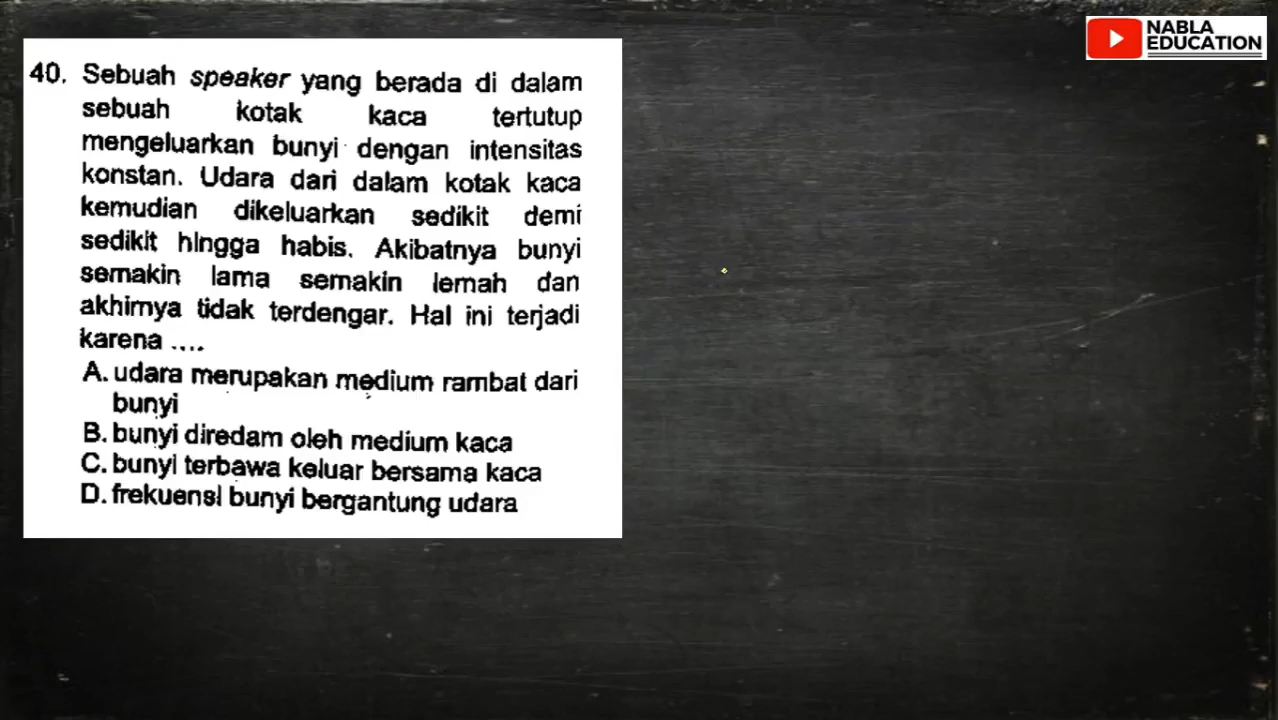 NABLA
EDUCATION
40. Sebuah speaker yang berada di dalam
sebuah kotak kaca tertutup
mengeluarkan bunyi dengan intensitas
konstan. Udara dari dalam kotak kaca
kemudian dikeluarkan sedikit demi
sedikit hingga habis. Akibatnya bunyi
semakin lama semakin lemah dan
akhirnya tidak terdengar. Hal ini terjadi
karena ....
A. udara merupakan medium rambat dari
bunyi
B. bunyi diredam oleh medium kaca
C. bunyi terbawa keluar bersama kaca
D. frekuensi bunyi bergantung udara